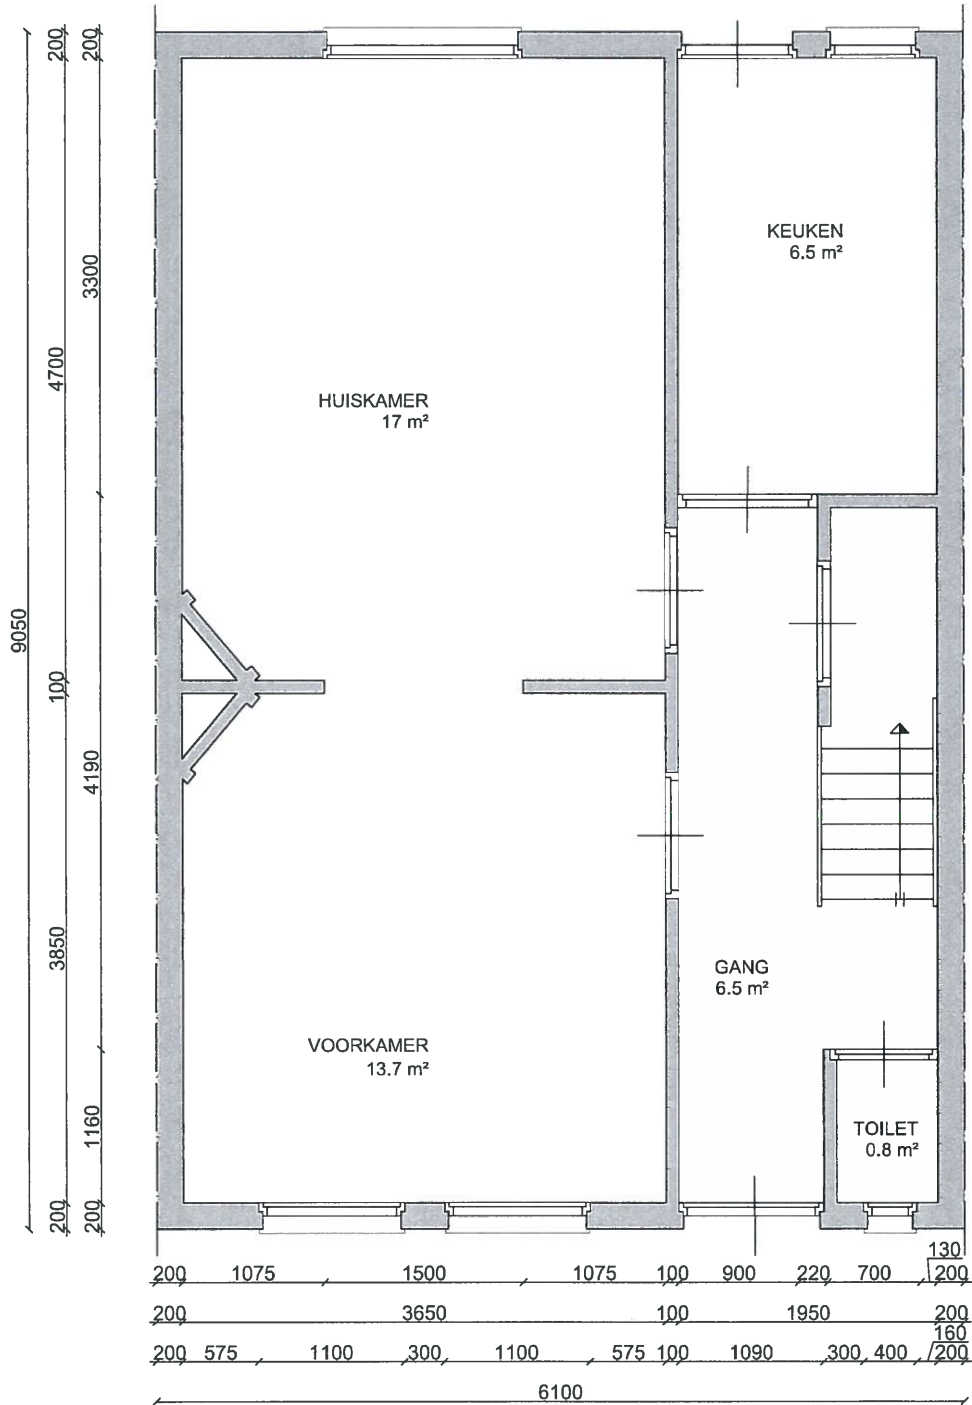 200
200
KEUKEN
6.5 m²
3300
4700
HUISKAMER
17 m²
9050
100
4190
3850
GANG
6.5 m²
VOORKAMER
13.7 m²
1160
TOILET
0.8 m²
200
200
130
200 1075 1500 1075 100 900 220 700 200
200 3650 100 1950 200
160
200 575 1100 300 1100 575 100 1090 300 400 200
6100